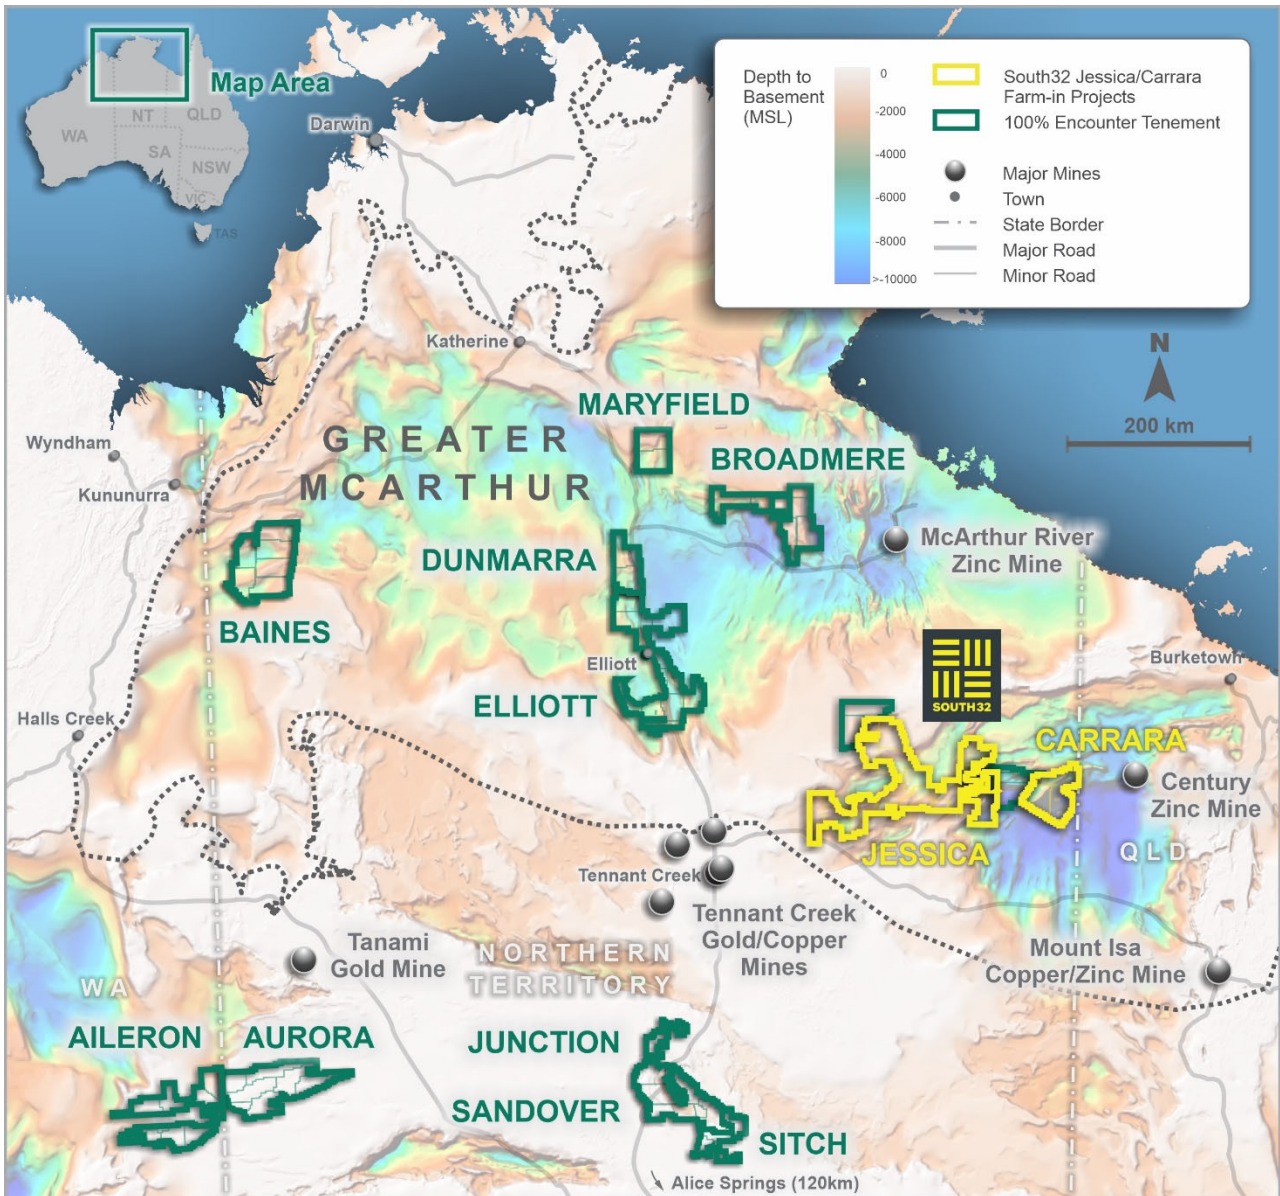 Map Area
NT
QLD
WA
SA
NSW
VIC
TAS
Depth to
Basement
(MSL)
0
-2000
-4000
-6000
-8000
>-10000
South32 Jessica/Carrara
Farm-in Projects
100% Encounter Tenement
Major Mines
Town
State Border
Major Road
Minor Road
Darwin
N
200 km
Katherine
MARYFIELD
GREATER
MCARTHUR
BROADMERE
Wyndham
Kununurra
McArthur River
Zinc Mine
DUNMARRA
BAINES
Elliott
ELLIOTT
SOUTH32
Burketown
Halls Creek
CARRARA
Century
Zinc Mine
JESSICA
QLD
Tennant Creek
Tennant Creek
Gold/Copper
Mines
Tanami
Gold Mine
NORTHERN
TERRITORY
Mount Isa
Copper/Zinc Mine
WA
AILERON
AURORA
JUNCTION
SANDOVER
SITCH
Alice Springs (120km)